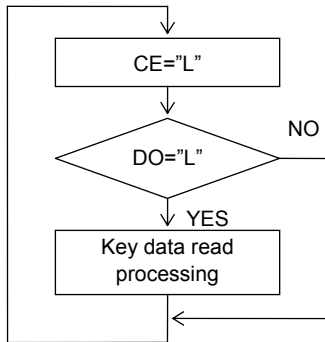 CE=”L”
DO=”L”
NO
YES
Key data read
processing